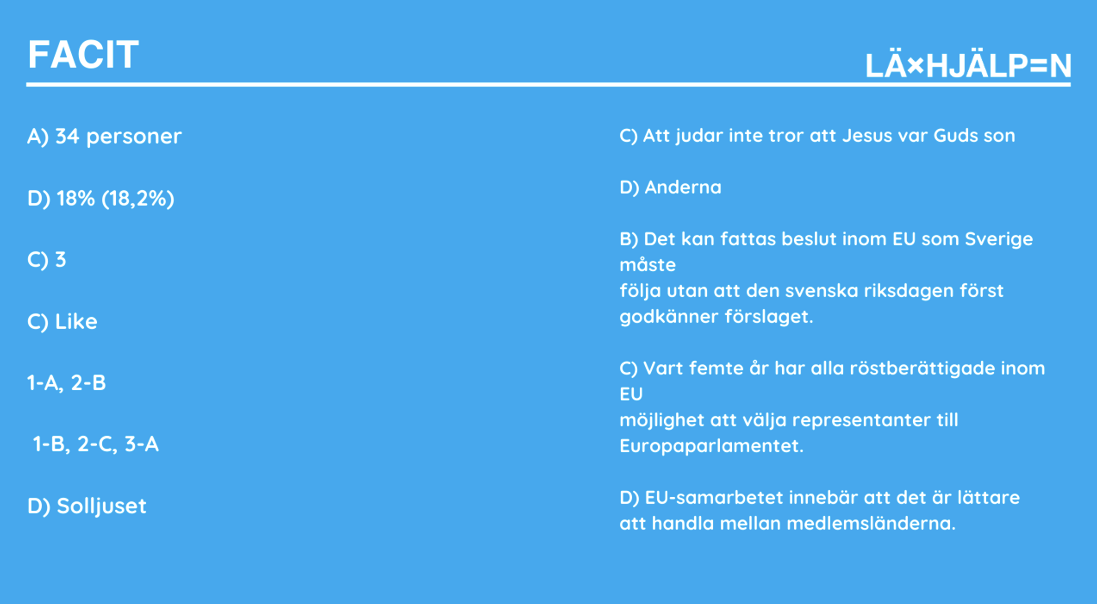 FACIT
LÄ×HJÄLP=N
A) 34 personer
D) 18% (18,2%)
C) 3
C) Like
1-A, 2-B
1-B, 2-C, 3-A
D) Solljuset
C) Att judar inte tror att Jesus var Guds son
D) Anderna
B) Det kan fattas beslut inom EU som Sverige
måste
följa utan att den svenska riksdagen först
godkänner förslaget.
C) Vart femte år har alla röstberättigade inom
EU
möjlighet att välja representanter till
Europaparlamentet.
D) EU-samarbetet innebär att det är lättare
att handla mellan medlemsländerna.